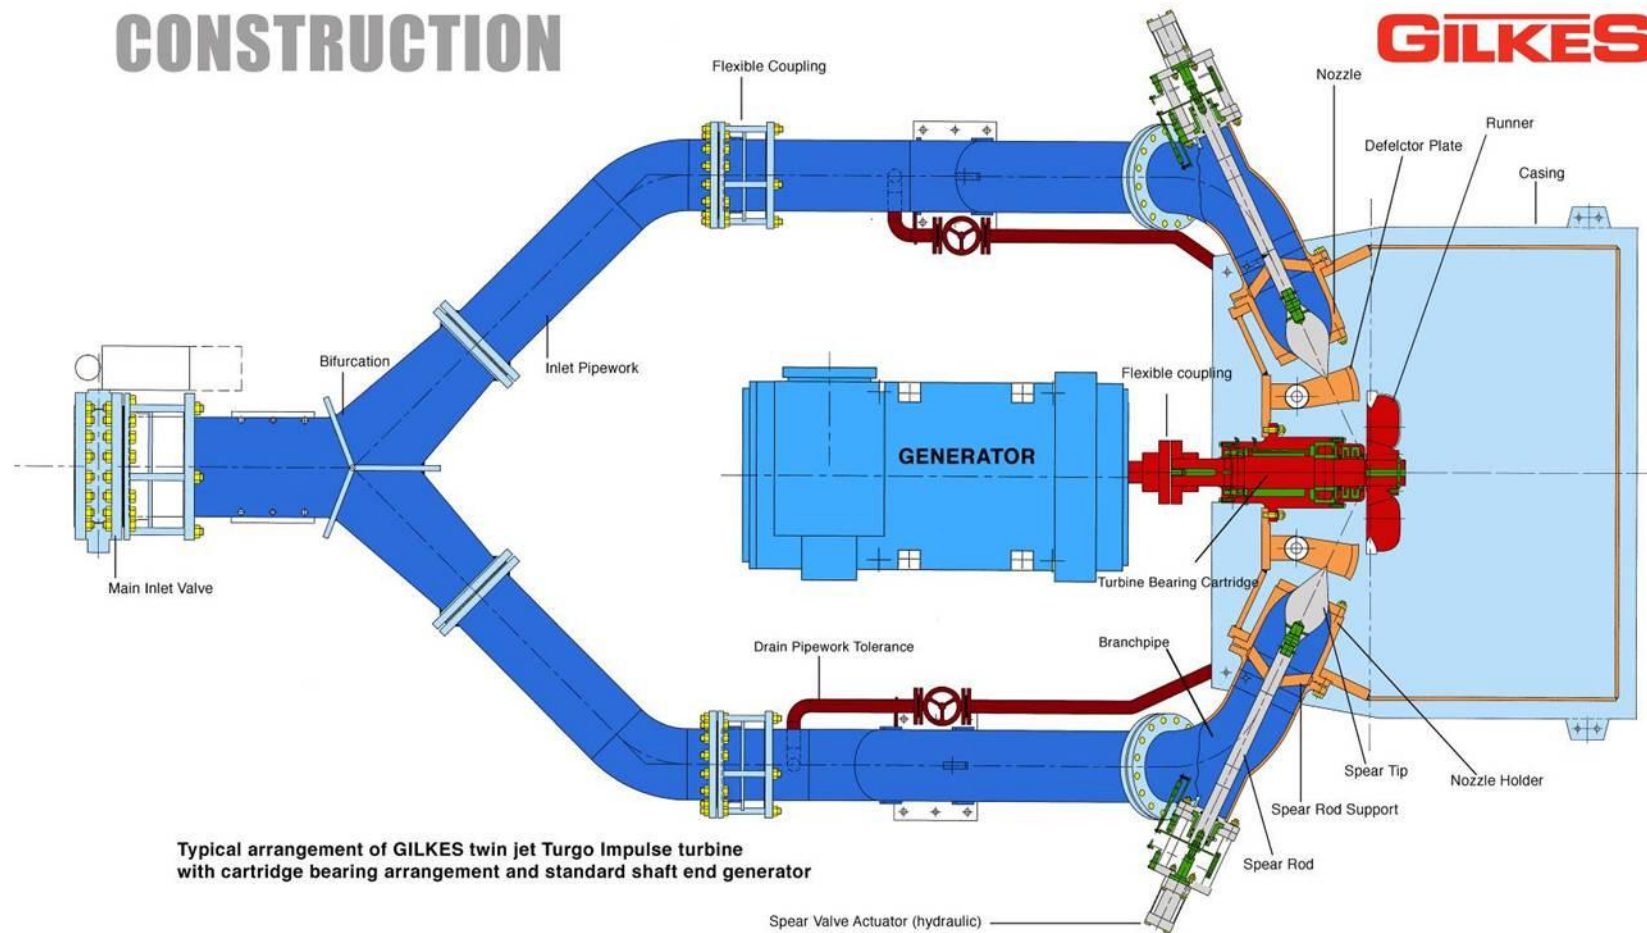 CONSTRUCTION
GILKES
Flexible Coupling
Nozzle
Runner
Defelctor Plate
Casing
Bifurcation
Inlet Pipework
Flexible coupling
GENERATOR
Main Inlet Valve
Turbine Bearing Cartridge
Drain Pipework Tolerance
Branchpipe
Spear Tip
Nozzle Holder
Spear Rod Support
Typical arrangement of GILKES twin jet Turgo Impulse turbine
with cartridge bearing arrangement and standard shaft end generator
Spear Rod
Spear Valve Actuator (hydraulic)